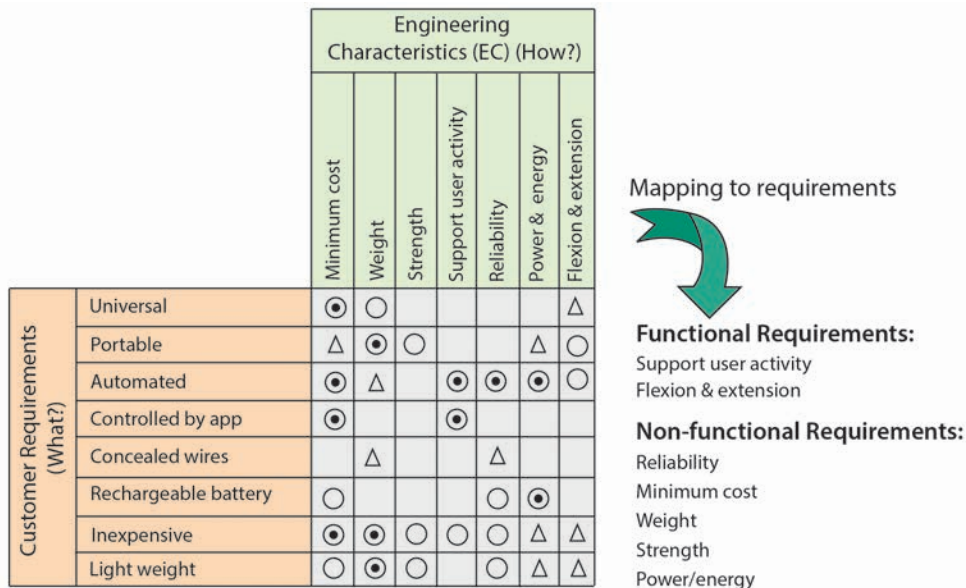 Engineering
Characteristics (EC) (How?)
Minimum cost
Weight
Strength
Support user activity
Reliability
Power & energy
Flexion & extension
Customer Requirements
(What?)
Universal
Portable
Automated
Controlled by app
Concealed wires
Rechargeable battery
Inexpensive
Light weight
Mapping to requirements
Functional Requirements:
Support user activity
Flexion & extension
Non-functional Requirements:
Reliability
Minimum cost
Weight
Strength
Power/energy